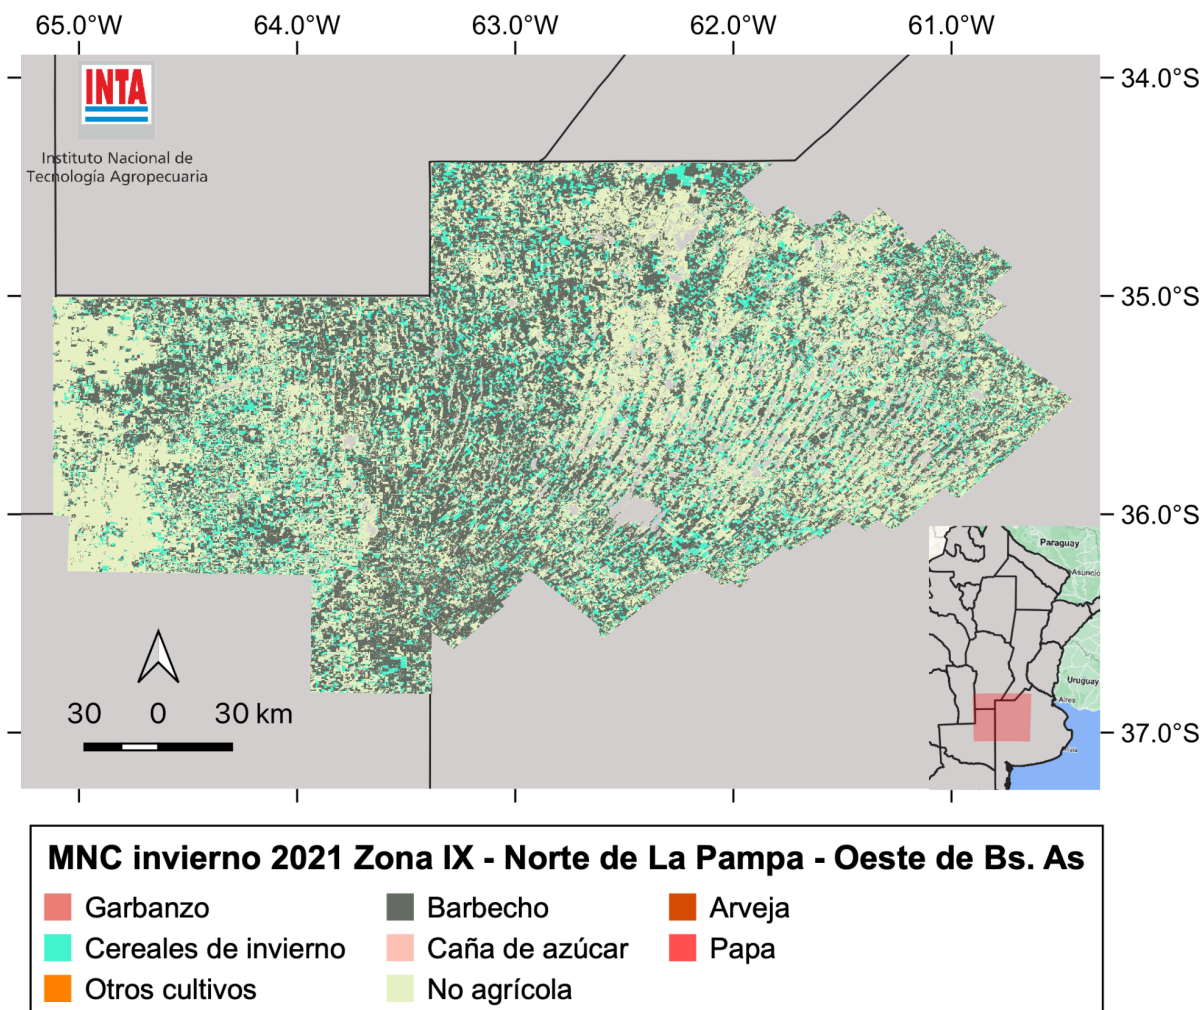 65.0°W 64.0°W 63.0°W 62.0°W 61.0°W
34.0°S
INTA
Instituto Nacional de
Tecnología Agropecuaria
35.0°S
36.0°S
Paraguay
Asuncio
Uruguay
Aires
30 0 30 km
37.0°S
MNC invierno 2021 Zona IX - Norte de La Pampa - Oeste de Bs. As
Garbanzo Barbecho Arveja
Cereales de invierno Caña de azúcar Papa
Otros cultivos No agrícola